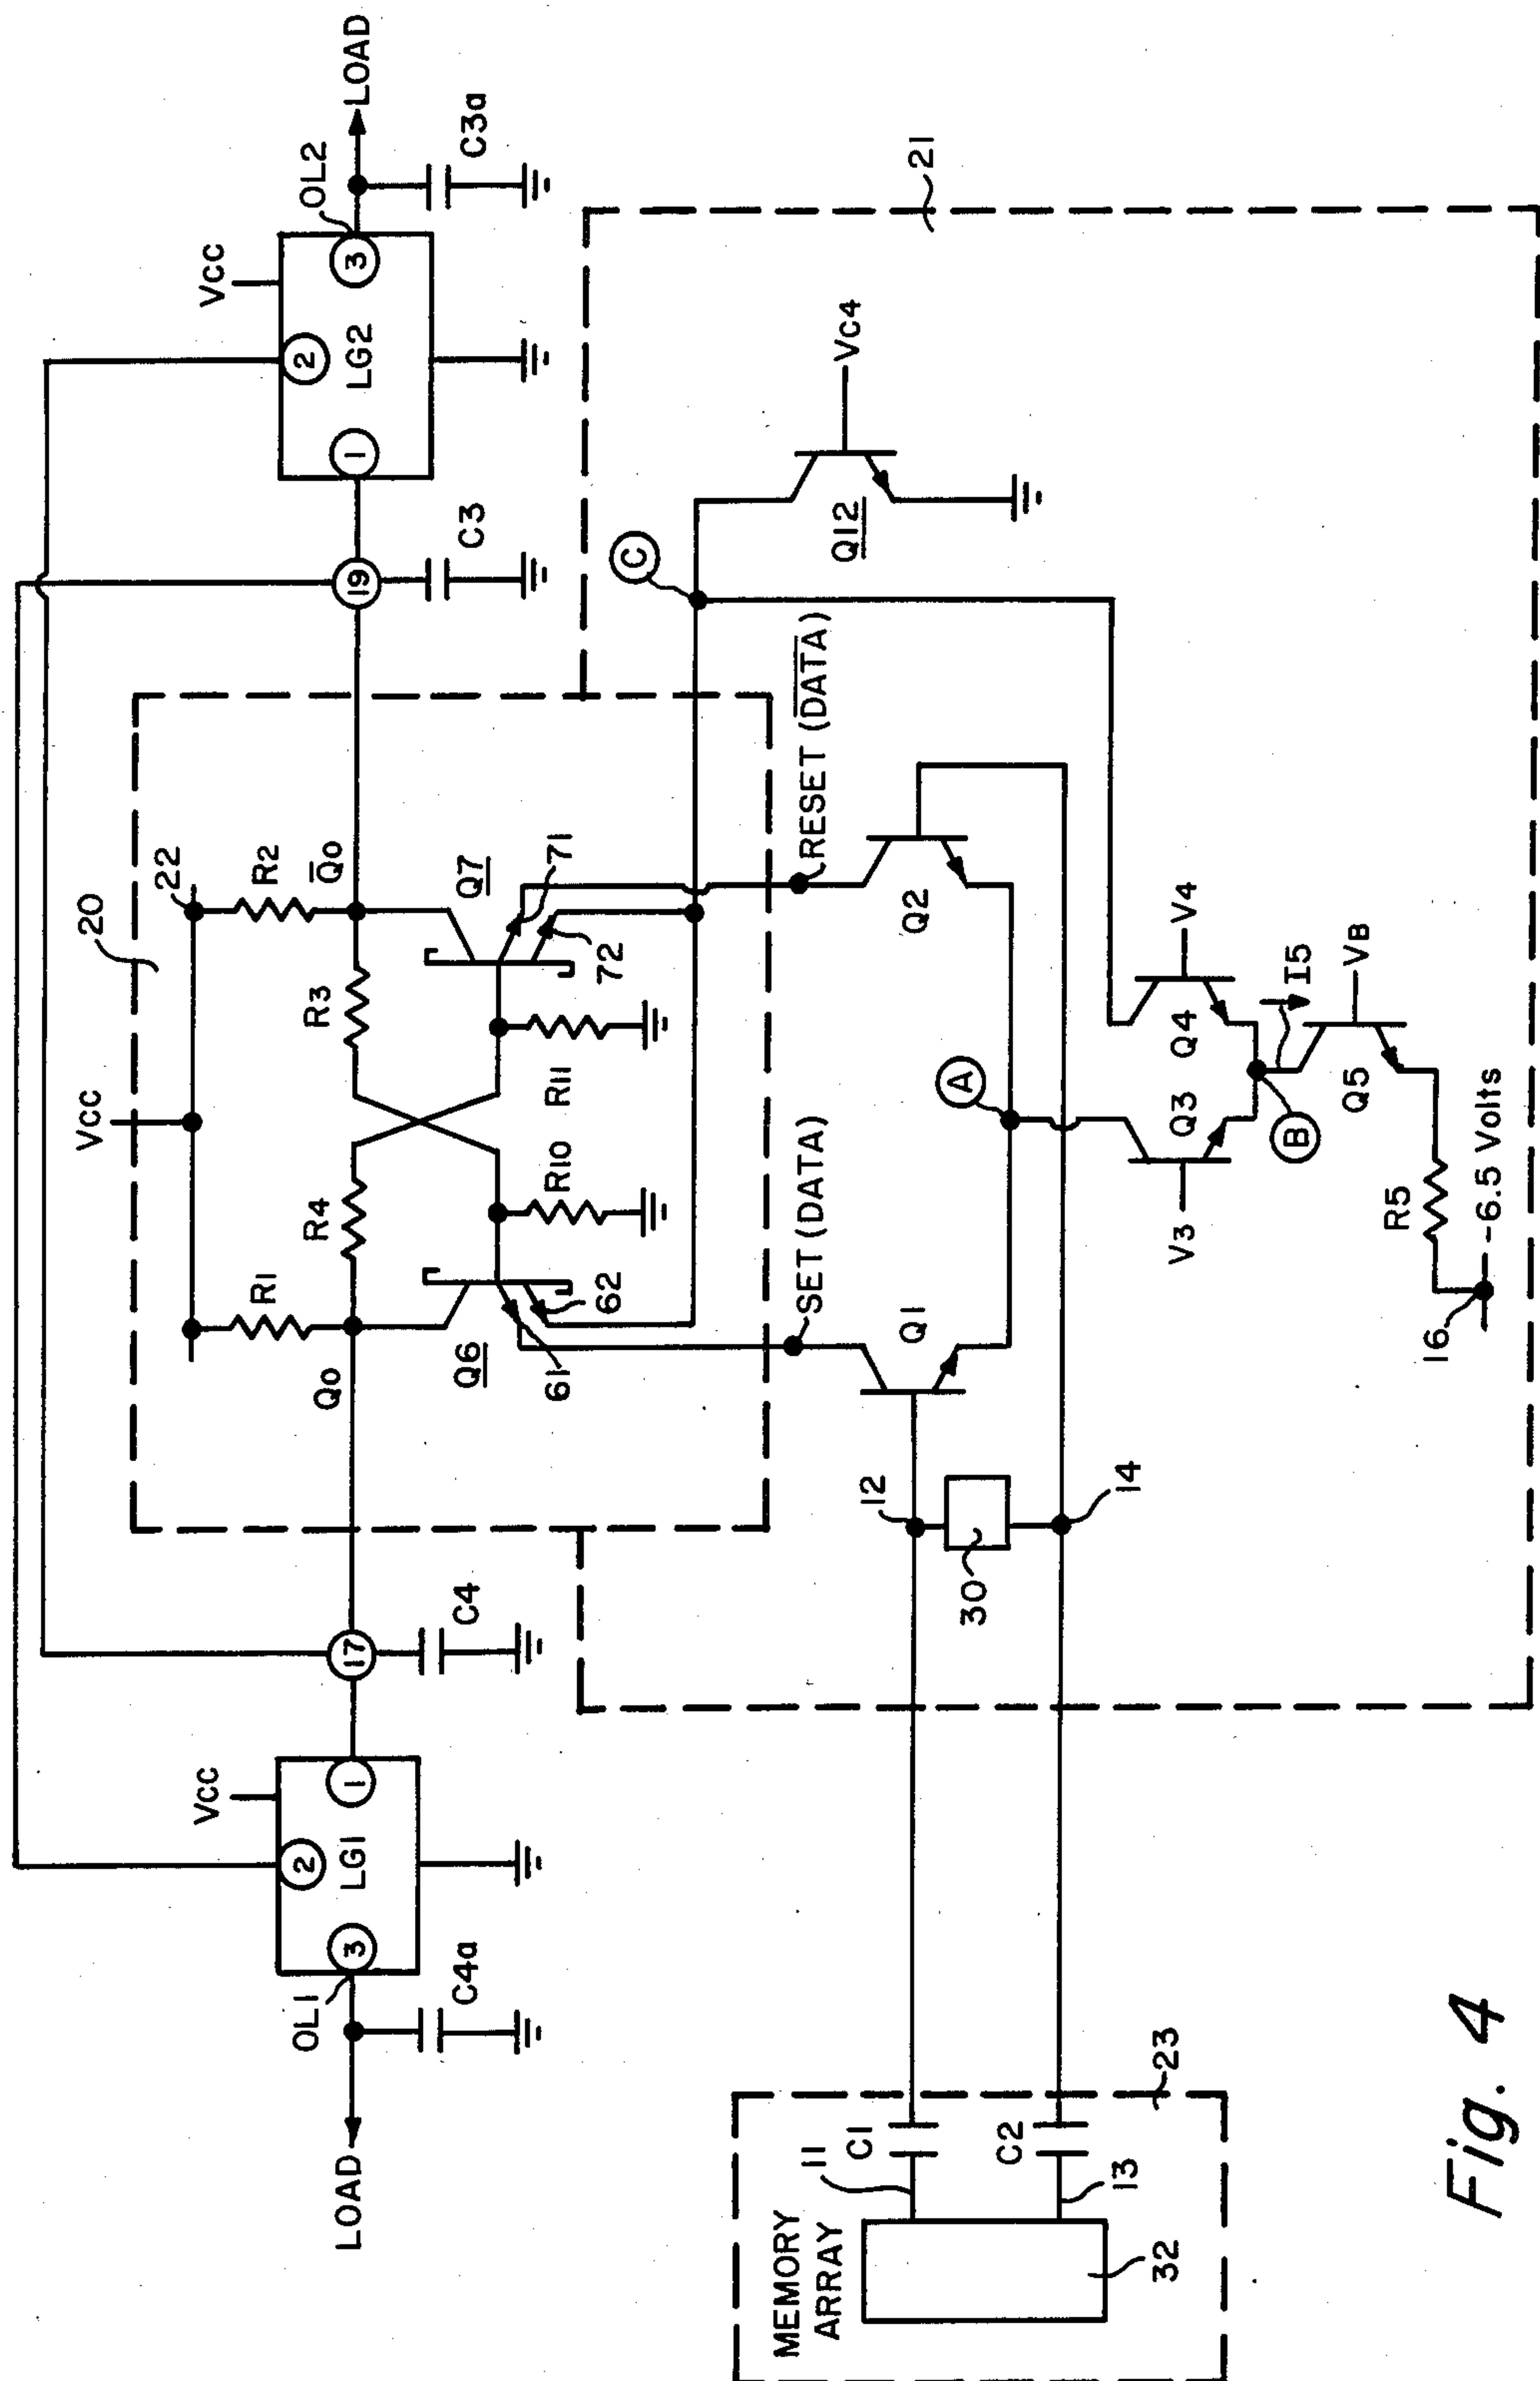 LOAD
OL1
C4a
3
2
LG1
1
Vcc
17
C4
20
Vcc
22
R1
R2
Qo
Q̅o
R4
R3
Q6
Q7
61
62
R10
R11
71
72
19
C3
1
2
LG2
3
Vcc
OL2
LOAD
C3a
21
C
SET (DATA)
RESET (D̅A̅T̅A̅)
Q12
Vc4
MEMORY
ARRAY
11
C1
C2
13
32
23
12
30
14
Q1
Q2
A
V3
Q3
Q4
V4
B
I5
Q5
VB
R5
16
-6.5 Volts
Fig. 4